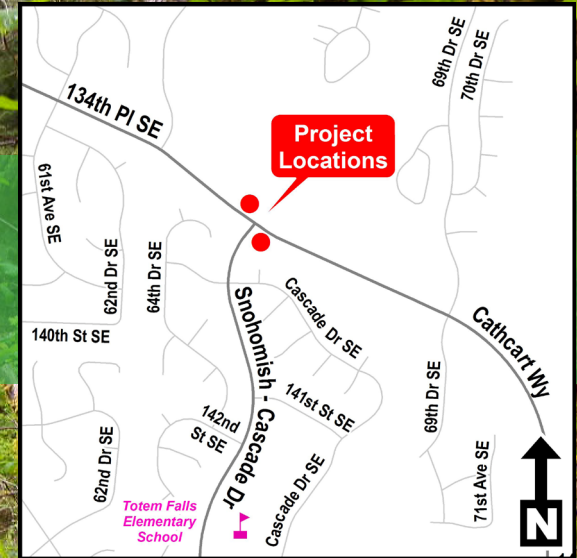 69th Dr SE
70th Dr SE
134th Pl SE
Project
Locations
61st Ave SE
62nd Dr SE
64th Dr SE
140th St SE
Snohomish - Cascade Dr
Cascade Dr SE
Cathcart Wy
141st St SE
142nd
St SE
69th Dr SE
62nd Dr SE
Cascade Dr SE
71st Ave SE
Totem Falls
Elementary
School
N